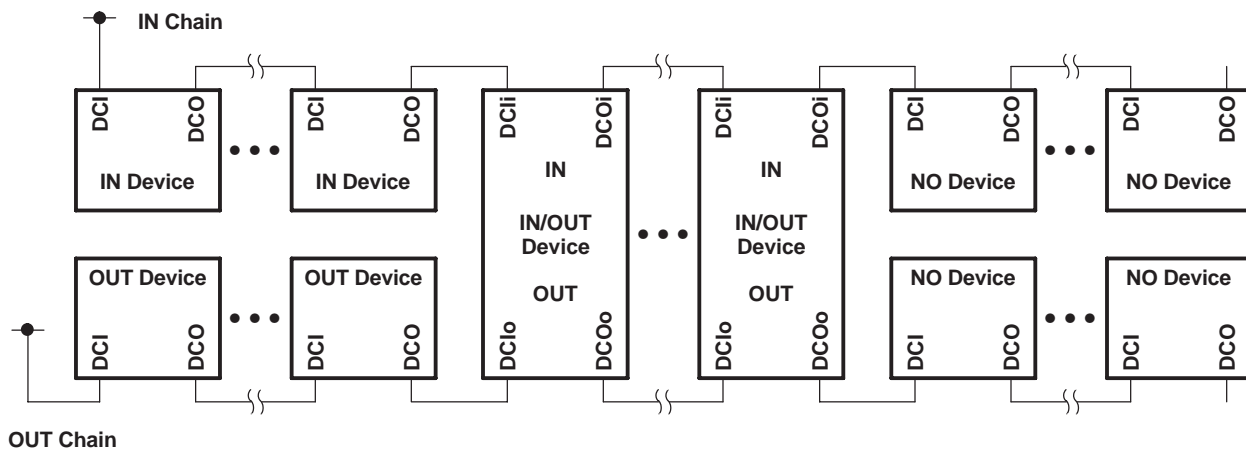 IN Chain
DCI DCO DCI DCO DCIi DCOi DCIi DCOi DCI DCO DCI DCO
IN Device IN Device IN IN NO Device NO Device
IN/OUT IN/OUT
Device Device
OUT Device OUT Device OUT OUT NO Device NO Device
DCI DCO DCI DCO DCIo DCOo DCIo DCOo DCI DCO DCI DCO
OUT Chain